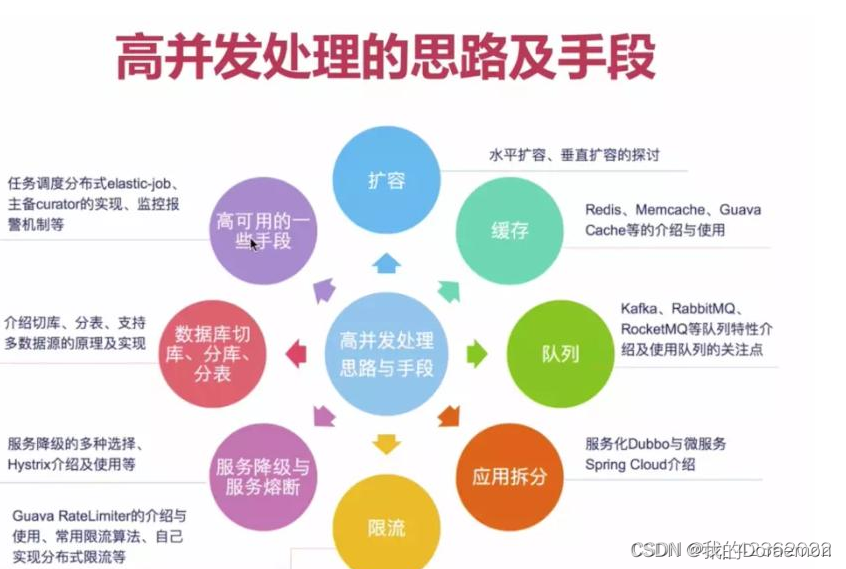 高并发处理的思路及手段
扩容
水平扩容、垂直扩容的探讨
缓存
Redis、Memcache、Guava
Cache等的介绍与使用
队列
Kafka、RabbitMQ、
RocketMQ等队列特性介
绍及使用队列的关注点
应用拆分
服务化Dubbo与微服务
Spring Cloud介绍
限流
Guava RateLimiter的介绍与
使用、常用限流算法、自己
实现分布式限流等
服务降级与
服务熔断
服务降级的多种选择、
Hystrix介绍及使用等
数据库切
库、分库、
分表
介绍切库、分表、支持
多数据源的原理及实现
高可用的一
些手段
任务调度分布式elastic-job、
主备curator的实现、监控报
警机制等
高并发处理
思路与手段
CSDN @我的Doraemon